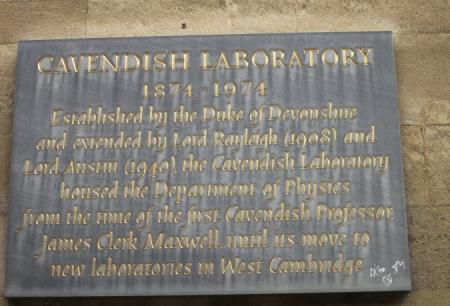 CAVENDISH LABORATORY
1874-1974
Established by the Duke of Devonshire
and extended by Lord Rayleigh (1908) and
Lord Austin (1940), the Cavendish Laboratory
housed the Department of Physics
from the time of the first Cavendish Professor,
James Clerk Maxwell, until its move to
new laboratories in West Cambridge